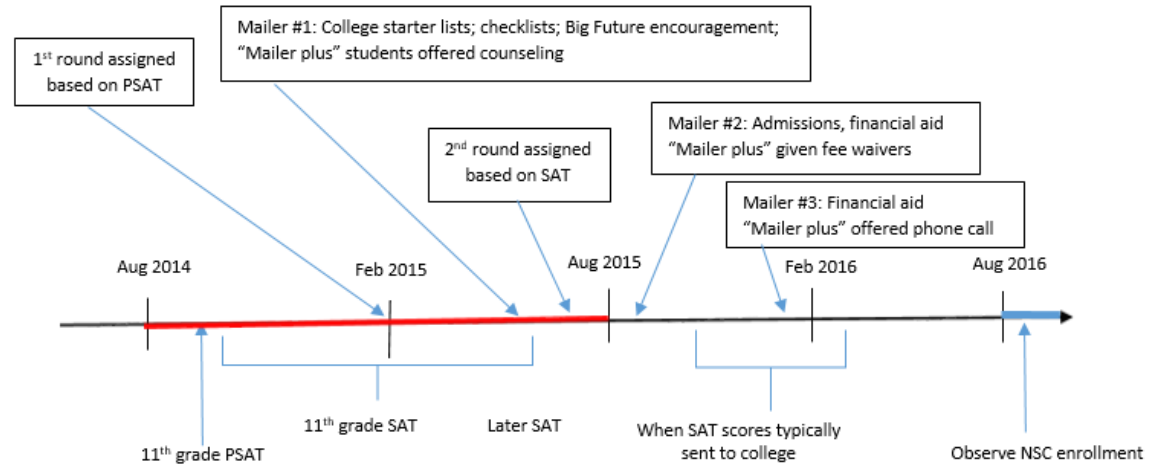 Mailer #1: College starter lists; checklists; Big Future encouragement;
“Mailer plus” students offered counseling
1st round assigned
based on PSAT
2nd round assigned
based on SAT
Mailer #2: Admissions, financial aid
“Mailer plus” given fee waivers
Mailer #3: Financial aid
“Mailer plus” offered phone call
Aug 2014
Feb 2015
Aug 2015
Feb 2016
Aug 2016
11th grade PSAT
11th grade SAT
Later SAT
When SAT scores typically
sent to college
Observe NSC enrollment